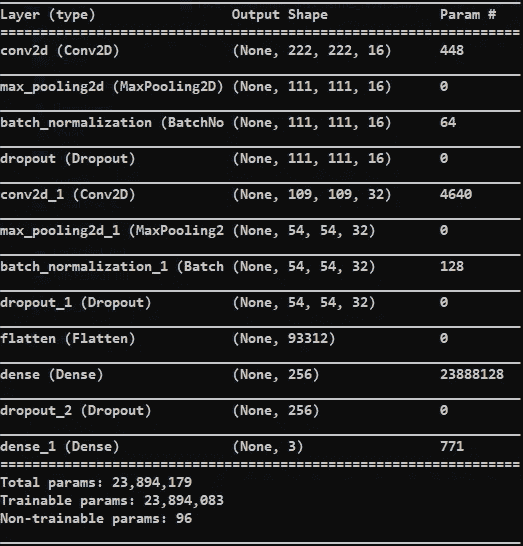 Layer (type) Output Shape Param #
conv2d (Conv2D) (None, 222, 222, 16) 448
max_pooling2d (MaxPooling2D) (None, 111, 111, 16) 0
batch_normalization (BatchNo (None, 111, 111, 16) 64
dropout (Dropout) (None, 111, 111, 16) 0
conv2d_1 (Conv2D) (None, 109, 109, 32) 4640
max_pooling2d_1 (MaxPooling2 (None, 54, 54, 32) 0
batch_normalization_1 (Batch (None, 54, 54, 32) 128
dropout_1 (Dropout) (None, 54, 54, 32) 0
flatten (Flatten) (None, 93312) 0
dense (Dense) (None, 256) 23888128
dropout_2 (Dropout) (None, 256) 0
dense_1 (Dense) (None, 3) 771
Total params: 23,894,179
Trainable params: 23,894,083
Non-trainable params: 96